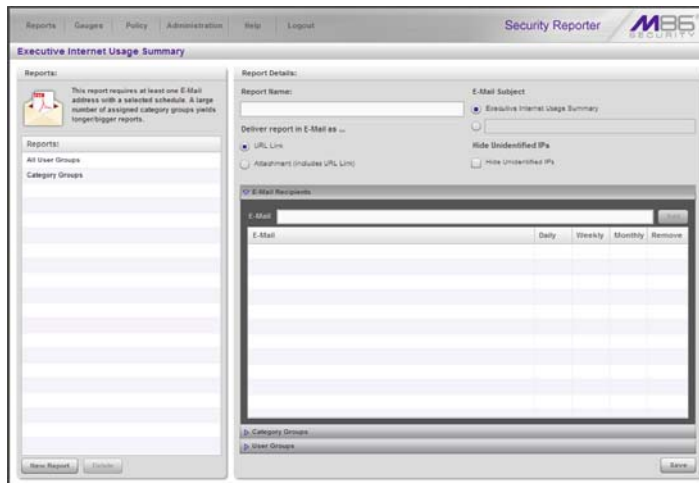 Reports Gauges Policy Administration Help Logout
Security Reporter
M86 SECURITY
Executive Internet Usage Summary
Reports:
PDF
This report requires at least one E-Mail
address with a selected schedule. A large
number of assigned category groups yields
longer/bigger reports.
Reports:
All User Groups
Category Groups
New Report Delete
Report Details:
Report Name:
E-Mail Subject
Executive Internet Usage Summary
Deliver report in E-Mail as ...
URL Link
Attachment (includes URL Link)
Hide Unidentified IPs
Hide Unidentified IPs
E-Mail Recipients
E-Mail Add
E-Mail Daily Weekly Monthly Remove
Category Groups
User Groups
Save